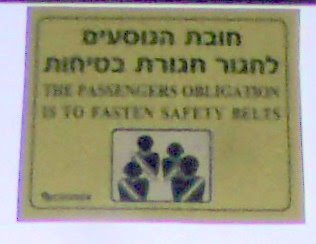 חובת הנוסעים
לחגור חגורת בטיחות
THE PASSENGERS OBLIGATION
IS TO FASTEN SAFETY BELTS